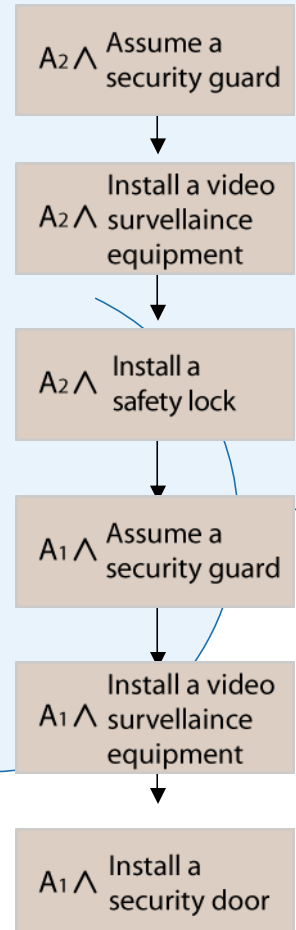 A2 ∧ Assume a
security guard
A2 ∧ Install a video
survellaince
equipment
A2 ∧ Install a
safety lock
A1 ∧ Assume a
security guard
A1 ∧ Install a video
survellaince
equipment
A1 ∧ Install a
security door